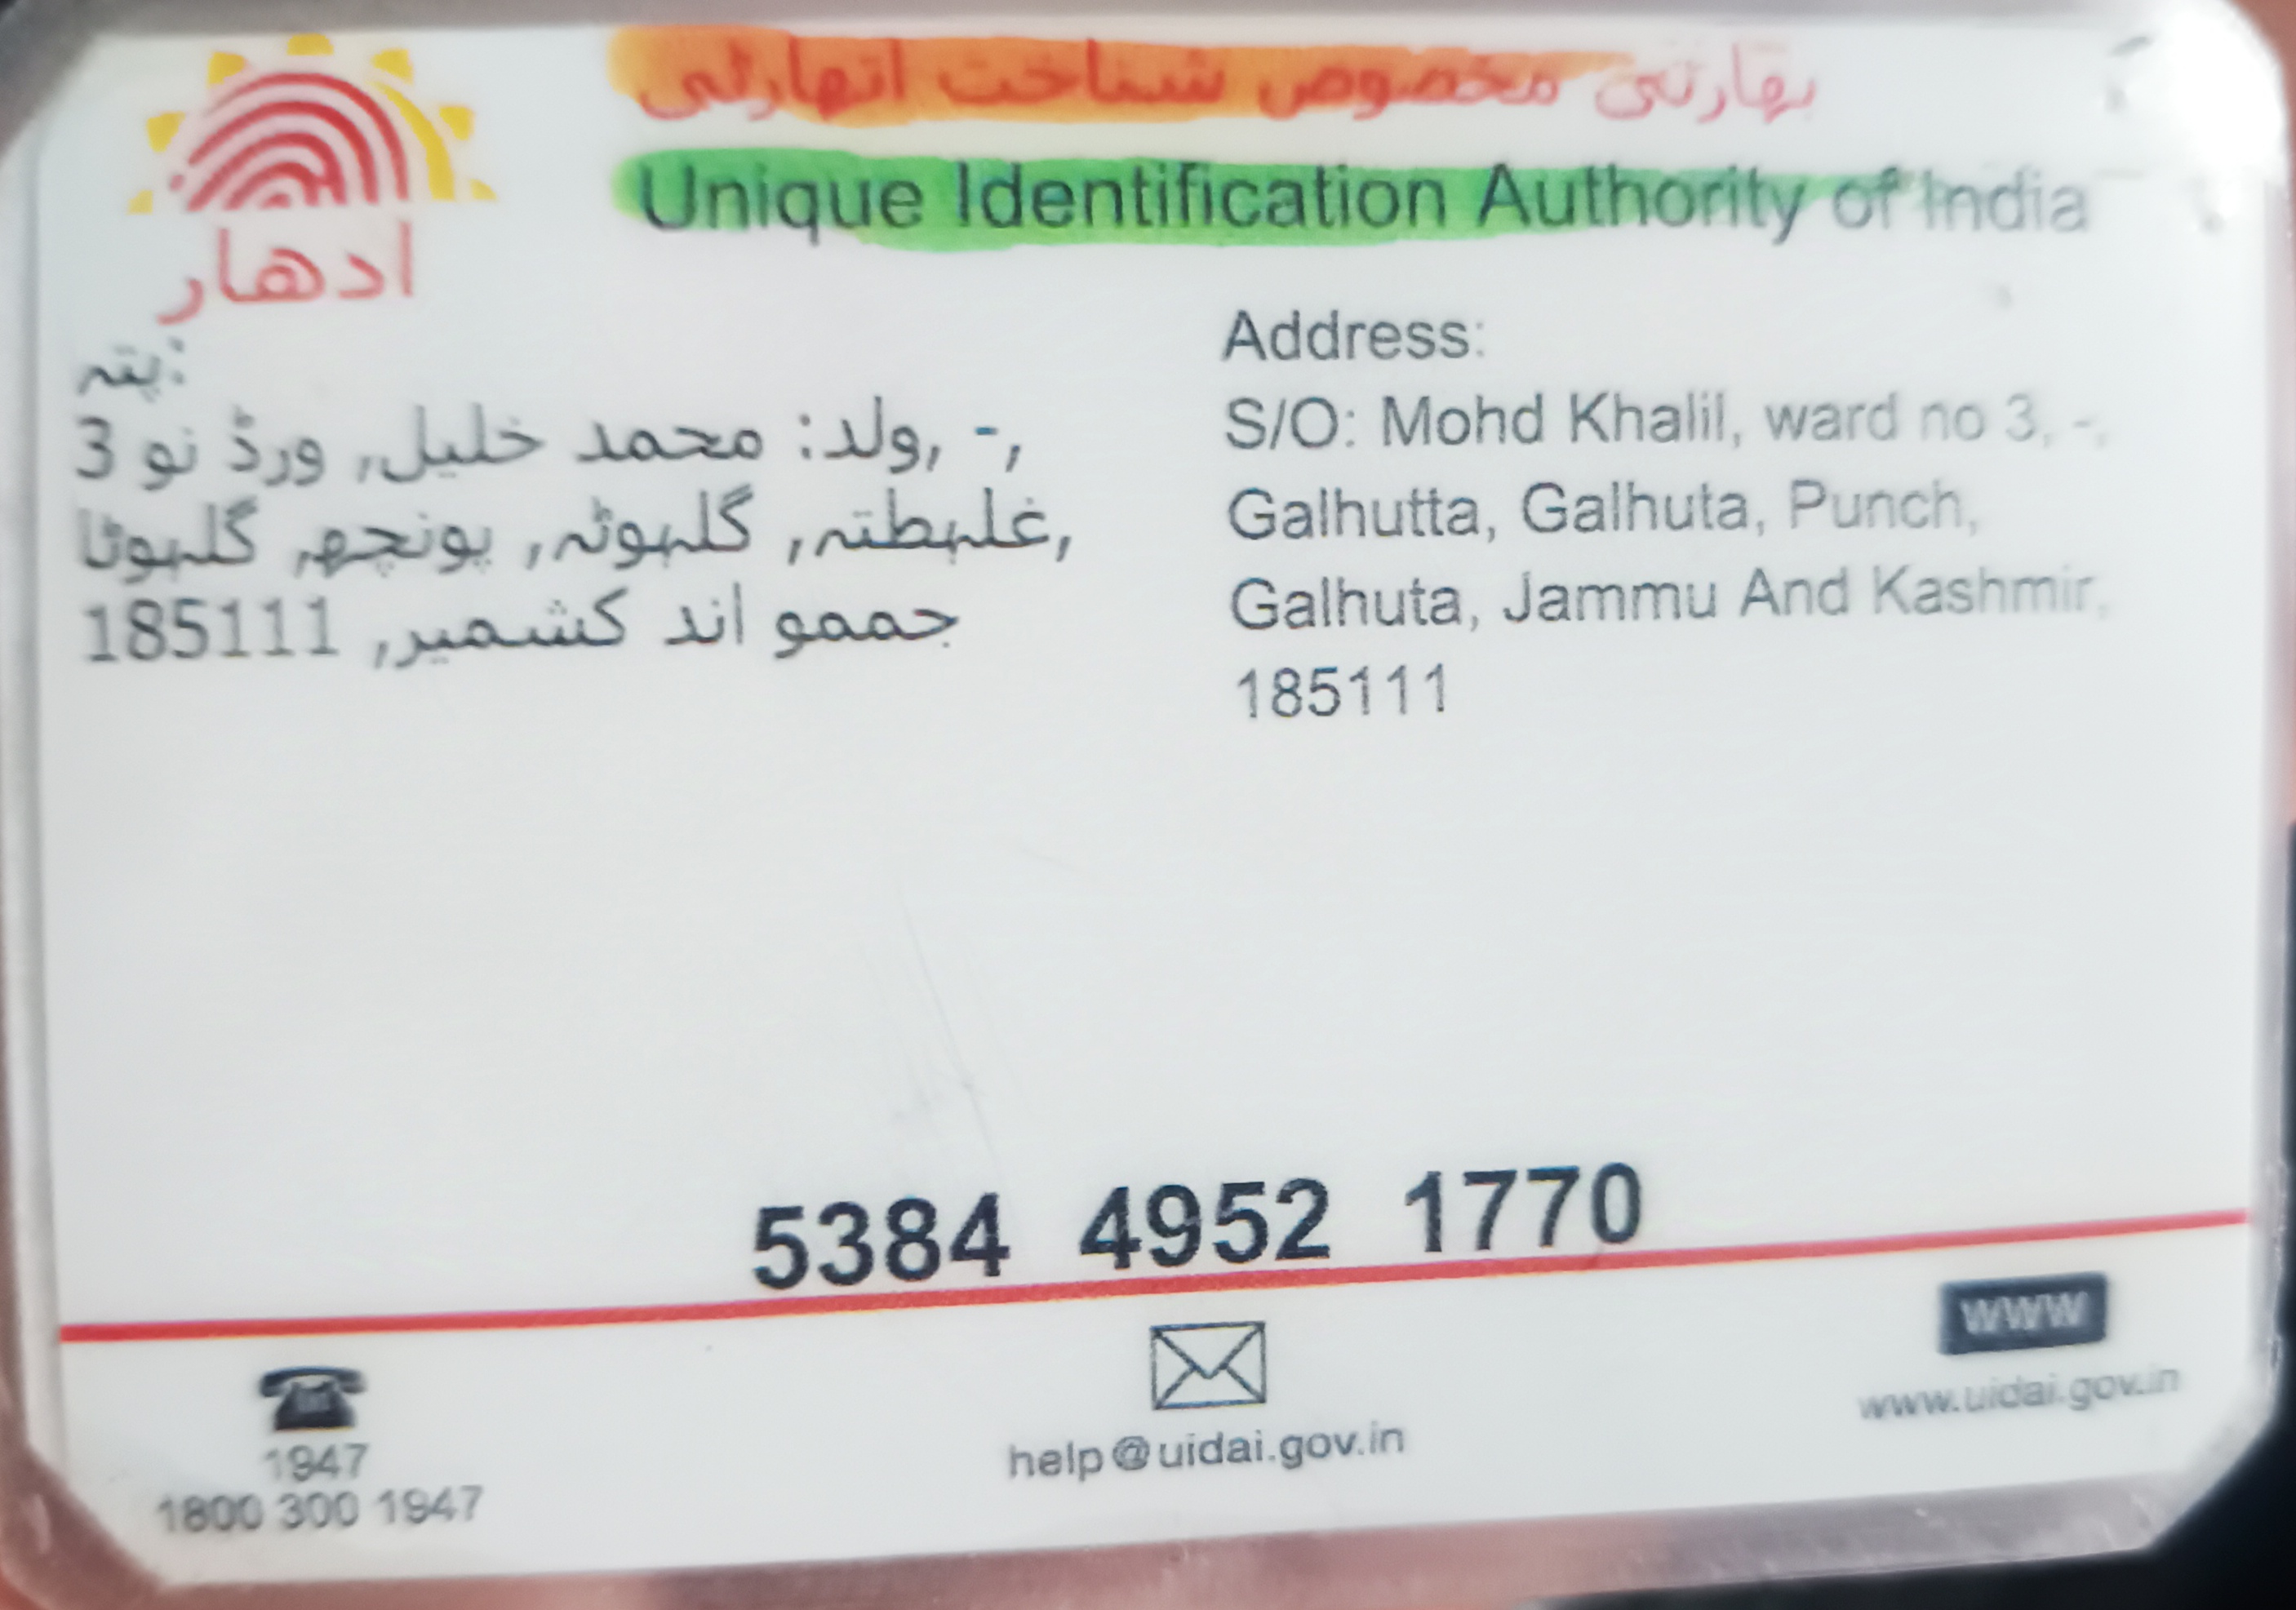 بھارتی مخصوص شناخت اتھارٹی
Unique Identification Authority of India
ادھار
پتہ:
ولد: محمد خلیل, ورڈ نو 3, -,
غلہطتہ, گلہوٹہ, پونچھ, گلہوٹا,
جممو اند کشمیر, 185111
Address:
S/O: Mohd Khalil, ward no 3, -,
Galhutta, Galhuta, Punch,
Galhuta, Jammu And Kashmir,
185111
5384 4952 1770
1947
1800 300 1947
help@uidai.gov.in
WWW
www.uidai.gov.in